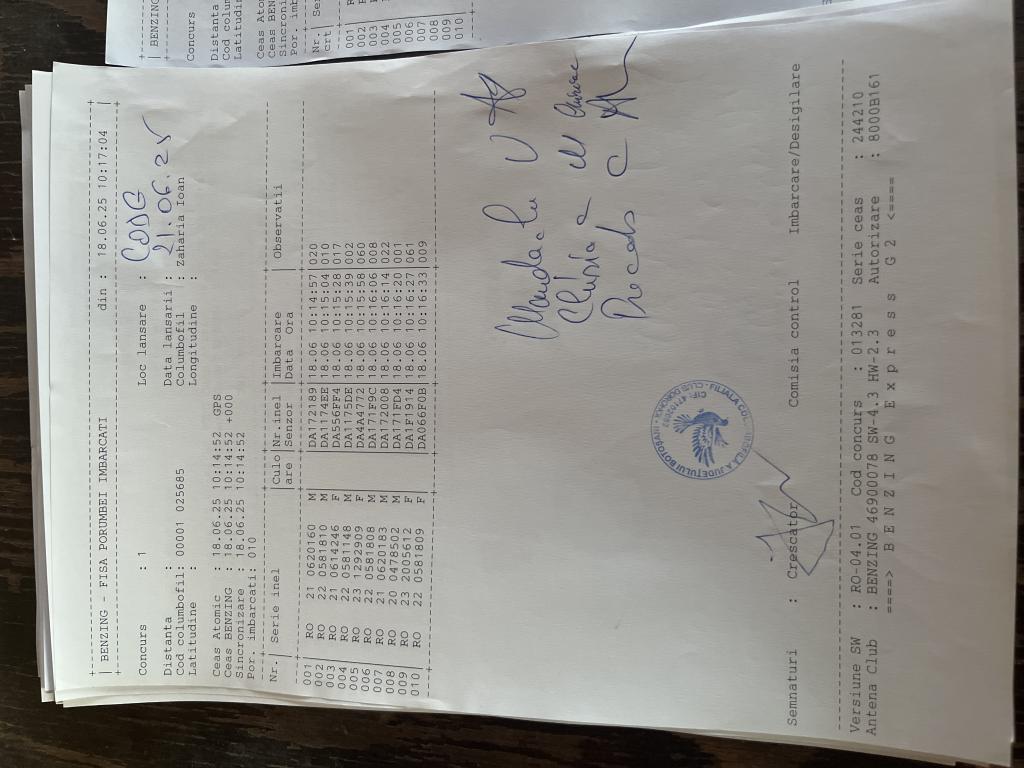 BENZING - FISA PORUMBEI IMBARCATI din : 18.06.25 10:17:04
Concurs : 1 Loc lansare :
Distanta : Data lansarii : 21.06.25
Cod columbofil: 00001 025685 Columbofil : Zaharia Ioan
Latitudine : Longitudine :
Ceas Atomic : 18.06.25 10:14:52 GPS
Ceas BENZING : 18.06.25 10:14:52 +000
Sincronizare : 18.06.25 10:14:52
Por. imbarcati: 010
Nr.| Serie inel |Culo|Nr.inel |Imbarcare | Observatii
|are |Senzor |Data Ora |
001| RO 21 0620160 M |DA172189|18.06 10:14:57|020
002| RO 22 0581810 M |DA1174EE|18.06 10:15:04|010
003| RO 21 0614246 F |DA556FF4|18.06 10:15:28|017
004| RO 22 0581148 M |DA1175DE|18.06 10:15:39|002
005| RO 23 1292909 F |DA4A4772|18.06 10:15:58|060
006| RO 22 0581808 M |DA171F9C|18.06 10:16:06|008
007| RO 21 0620183 M |DA172008|18.06 10:16:14|022
008| RO 20 0478502 M |DA171FD4|18.06 10:16:20|001
009| RO 23 2005612 F |DA1F1914|18.06 10:16:27|061
010| RO 22 0581809 F |DA066F0B|18.06 10:16:33|009
Semnaturi : Crescator Comisia control Imbarcare/Desigilare
Versiune SW : RO-04.01 Cod concurs : 013281 Serie ceas : 244210
Antena Club : BENZING 46900078 SW-4.3 HW-2.3 Autorizare : 8000B161
====> B E N Z I N G E x p r e s s G 2 <====